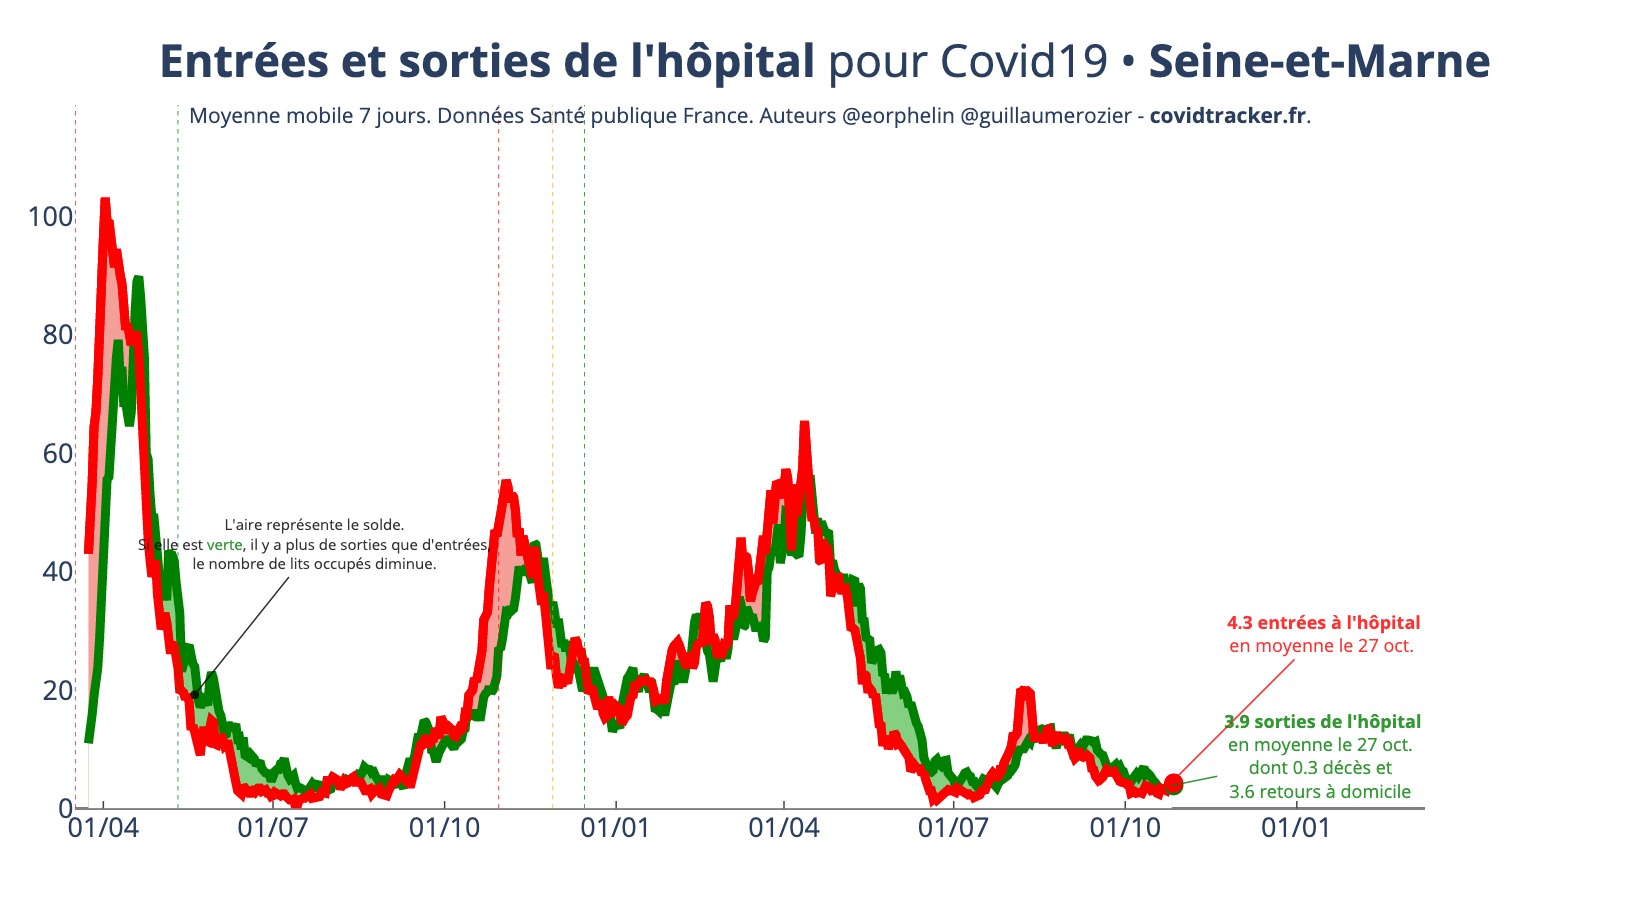 Entrées et sorties de l'hôpital pour Covid19 • Seine-et-Marne
Moyenne mobile 7 jours. Données Santé publique France. Auteurs @eorphelin @guillaumerozier - covidtracker.fr.
100
80
60
40
20
0
L'aire représente le solde.
Si elle est verte, il y a plus de sorties que d'entrées,
le nombre de lits occupés diminue.
4.3 entrées à l'hôpital
en moyenne le 27 oct.
3.9 sorties de l'hôpital
en moyenne le 27 oct.
dont 0.3 décès et
3.6 retours à domicile
01/04
01/07
01/10
01/01
01/04
01/07
01/10
01/01